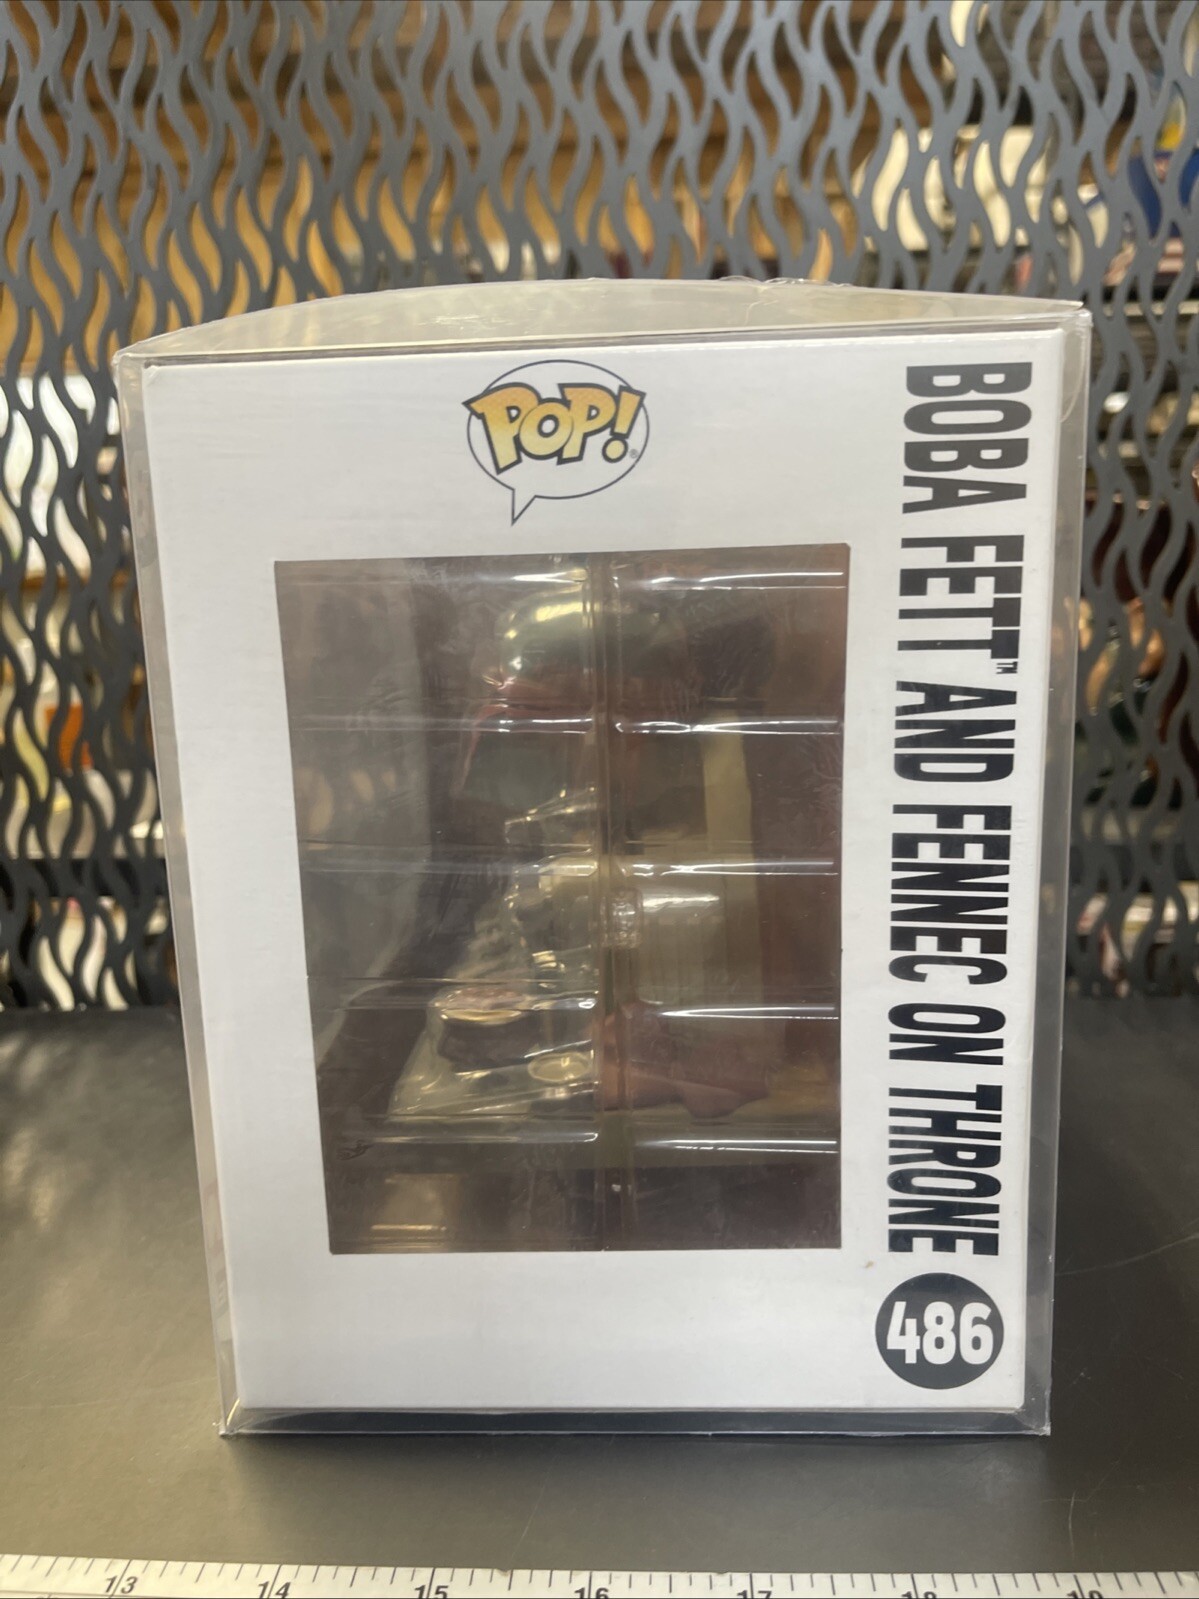 POP!®
BOBA FETT™ AND FENNEC ON THRONE
486
13 14 15 16 17 18 19